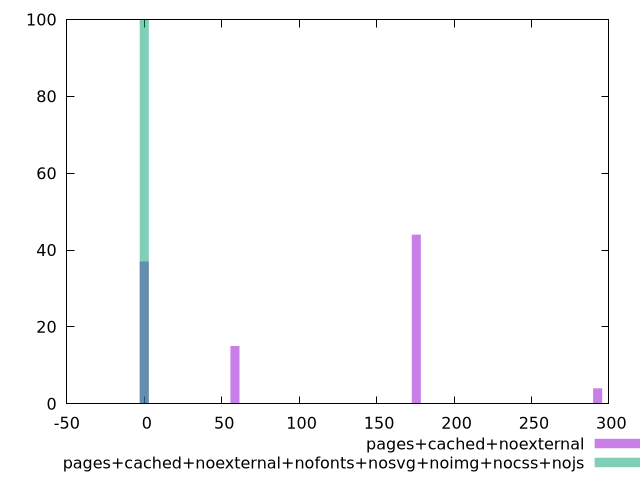 100
80
60
40
20
0
-50 0 50 100 150 200 250 300
pages+cached+noexternal
pages+cached+noexternal+nofonts+nosvg+noimg+nocss+nojs